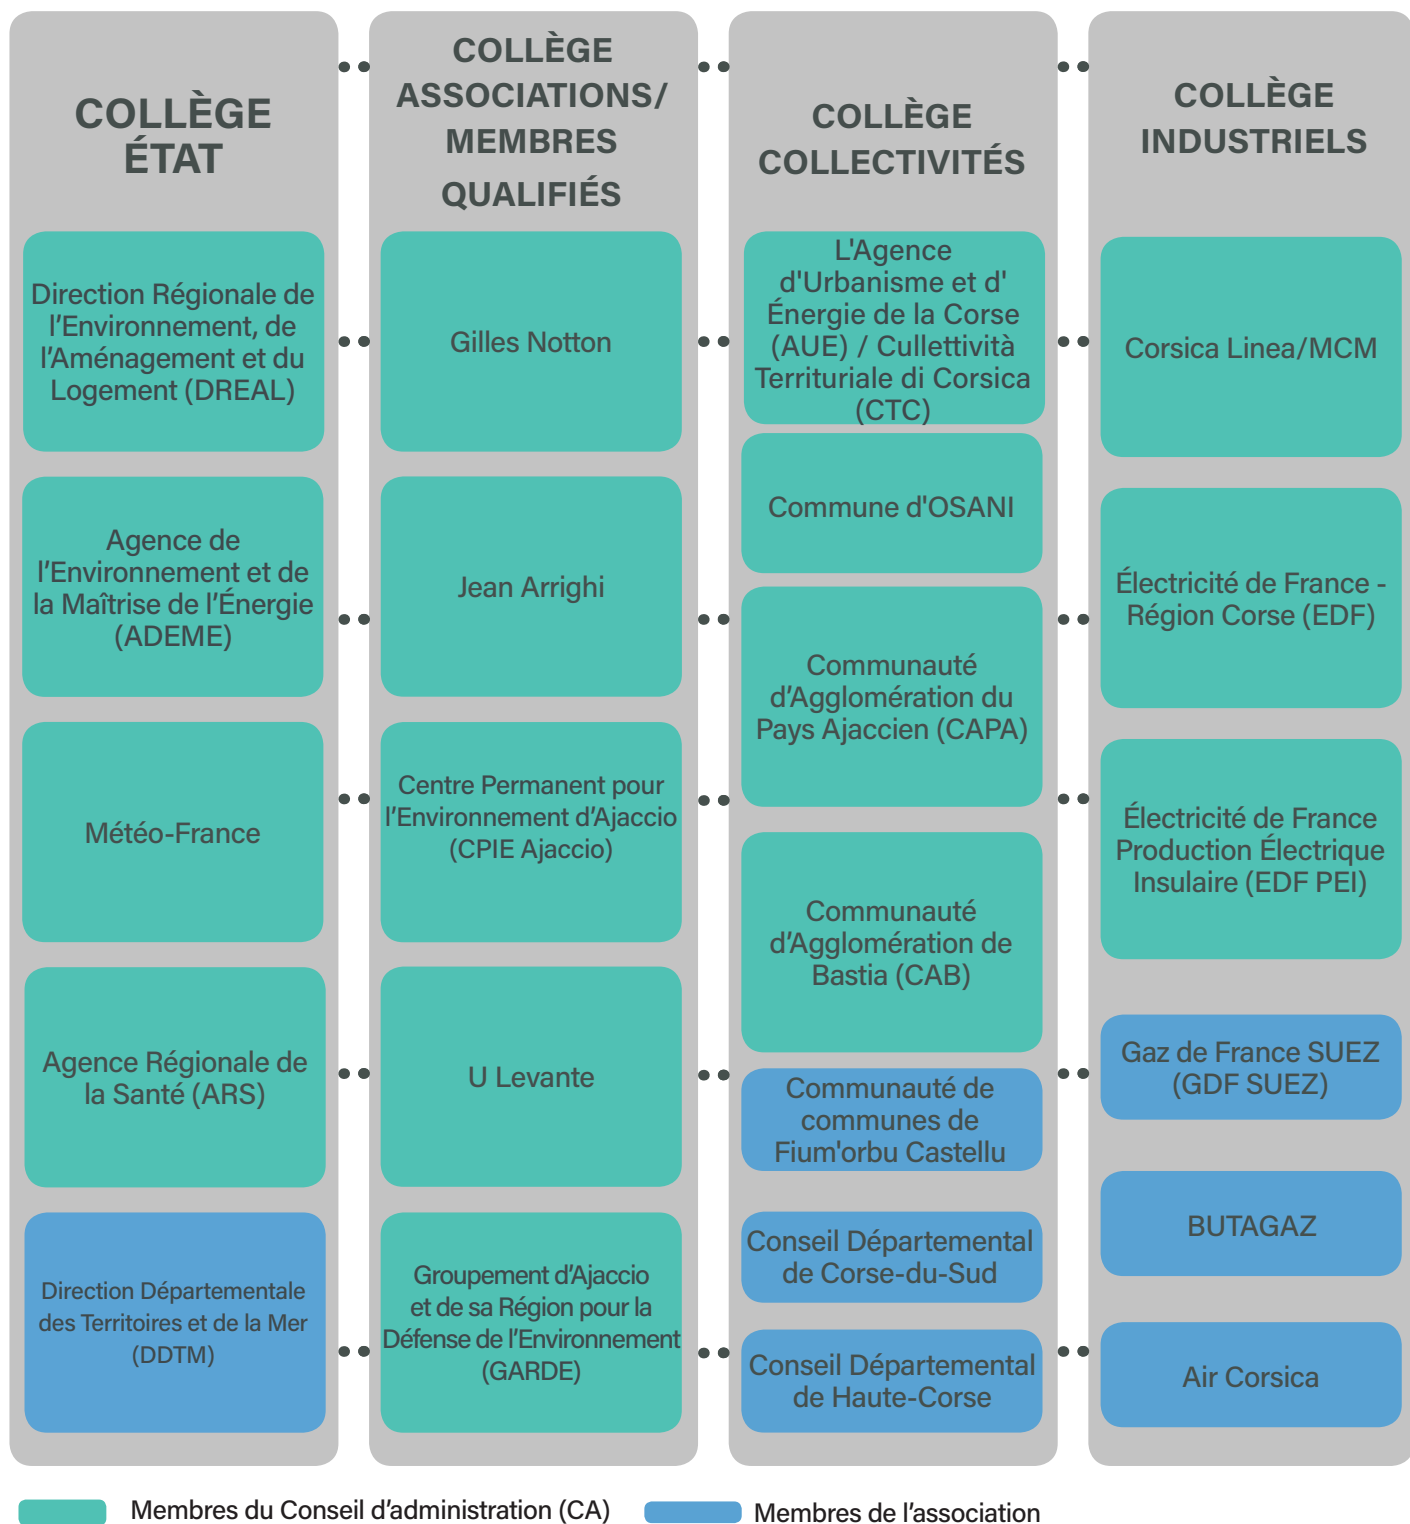 COLLÈGE
ÉTAT
Direction Régionale de
l’Environnement, de
l’Aménagement et du
Logement (DREAL)
Agence de
l’Environnement et de
la Maîtrise de l’Énergie
(ADEME)
Météo-France
Agence Régionale de
la Santé (ARS)
Direction Départementale
des Territoires et de la Mer
(DDTM)
COLLÈGE
ASSOCIATIONS/
MEMBRES
QUALIFIÉS
Gilles Notton
Jean Arrighi
Centre Permanent pour
l’Environnement d’Ajaccio
(CPIE Ajaccio)
U Levante
Groupement d’Ajaccio
et de sa Région pour la
Défense de l’Environnement
(GARDE)
COLLÈGE
COLLECTIVITÉS
L'Agence
d'Urbanisme et d'
Énergie de la Corse
(AUE) / Cullettività
Territuriale di Corsica
(CTC)
Commune d'OSANI
Communauté
d’Agglomération du
Pays Ajaccien (CAPA)
Communauté
d’Agglomération de
Bastia (CAB)
Communauté de
communes de
Fium'orbu Castellu
Conseil Départemental
de Corse-du-Sud
Conseil Départemental
de Haute-Corse
COLLÈGE
INDUSTRIELS
Corsica Linea/MCM
Électricité de France -
Région Corse (EDF)
Électricité de France
Production Électrique
Insulaire (EDF PEI)
Gaz de France SUEZ
(GDF SUEZ)
BUTAGAZ
Air Corsica
Membres du Conseil d’administration (CA)
Membres de l’association